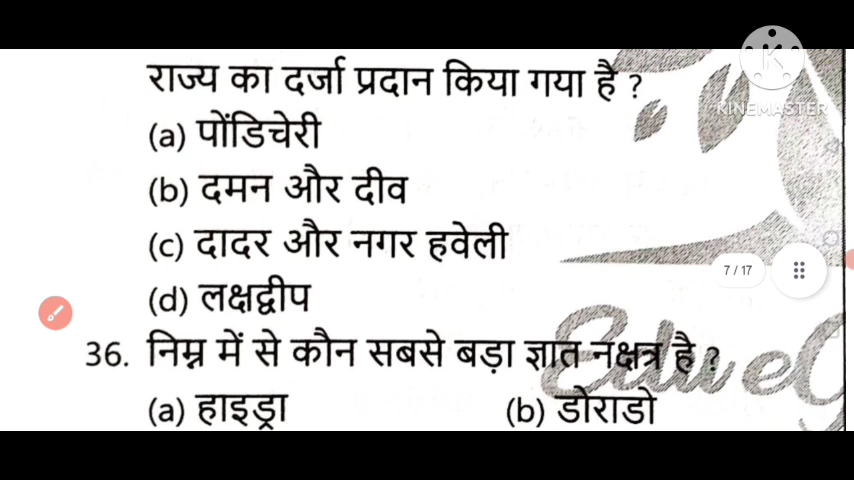 राज्य का दर्जा प्रदान किया गया है ?
(a) पोंडिचेरी
(b) दमन और दीव
(c) दादर और नगर हवेली
(d) लक्षद्वीप
36. निम्न में से कौन सबसे बड़ा ज्ञात नक्षत्र है ?
(a) हाइड्रा (b) डोराडो
K
KINEMASTER
7 / 17